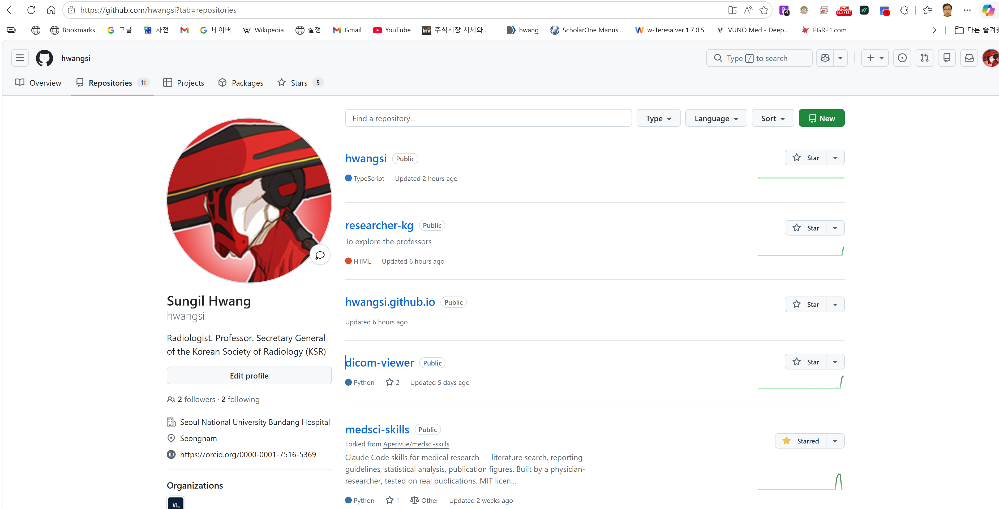 https://github.com/hwangsi?tab=repositories
4
83705
Bookmarks
구글
사전
네이버
Wikipedia
설정
Gmail
YouTube
Inv
주식시장 시세와...
hwang
ScholarOne Manus...
w-Teresa ver.1.7.0.5
VUNO Med - Deep...
PGR21.com
hwangsi
Type / to search
Overview
Repositories 11
Projects
Packages
Stars 5
Find a repository...
Type
Language
Sort
New
hwangsi Public
Star
TypeScript Updated 2 hours ago
researcher-kg Public
Star
To explore the professors
HTML Updated 6 hours ago
hwangsi.github.io Public
Star
Updated 6 hours ago
dicom-viewer Public
Star
Python 2 Updated 5 days ago
medsci-skills Public
Forked from Aperivue/medsci-skills
Starred
Claude Code skills for medical research — literature search, reporting
guidelines, statistical analysis, publication figures. Built by a physician-
researcher, tested on real publications. MIT licen...
Python 1 Other Updated 2 weeks ago
Sungil Hwang
hwangsi
Radiologist. Professor. Secretary General
of the Korean Society of Radiology (KSR)
Edit profile
2 followers · 2 following
Seoul National University Bundang Hospital
Seongnam
iD https://orcid.org/0000-0001-7516-5369
Organizations
VL